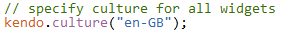 // specify culture for all widgets
kendo.culture("en-GB");